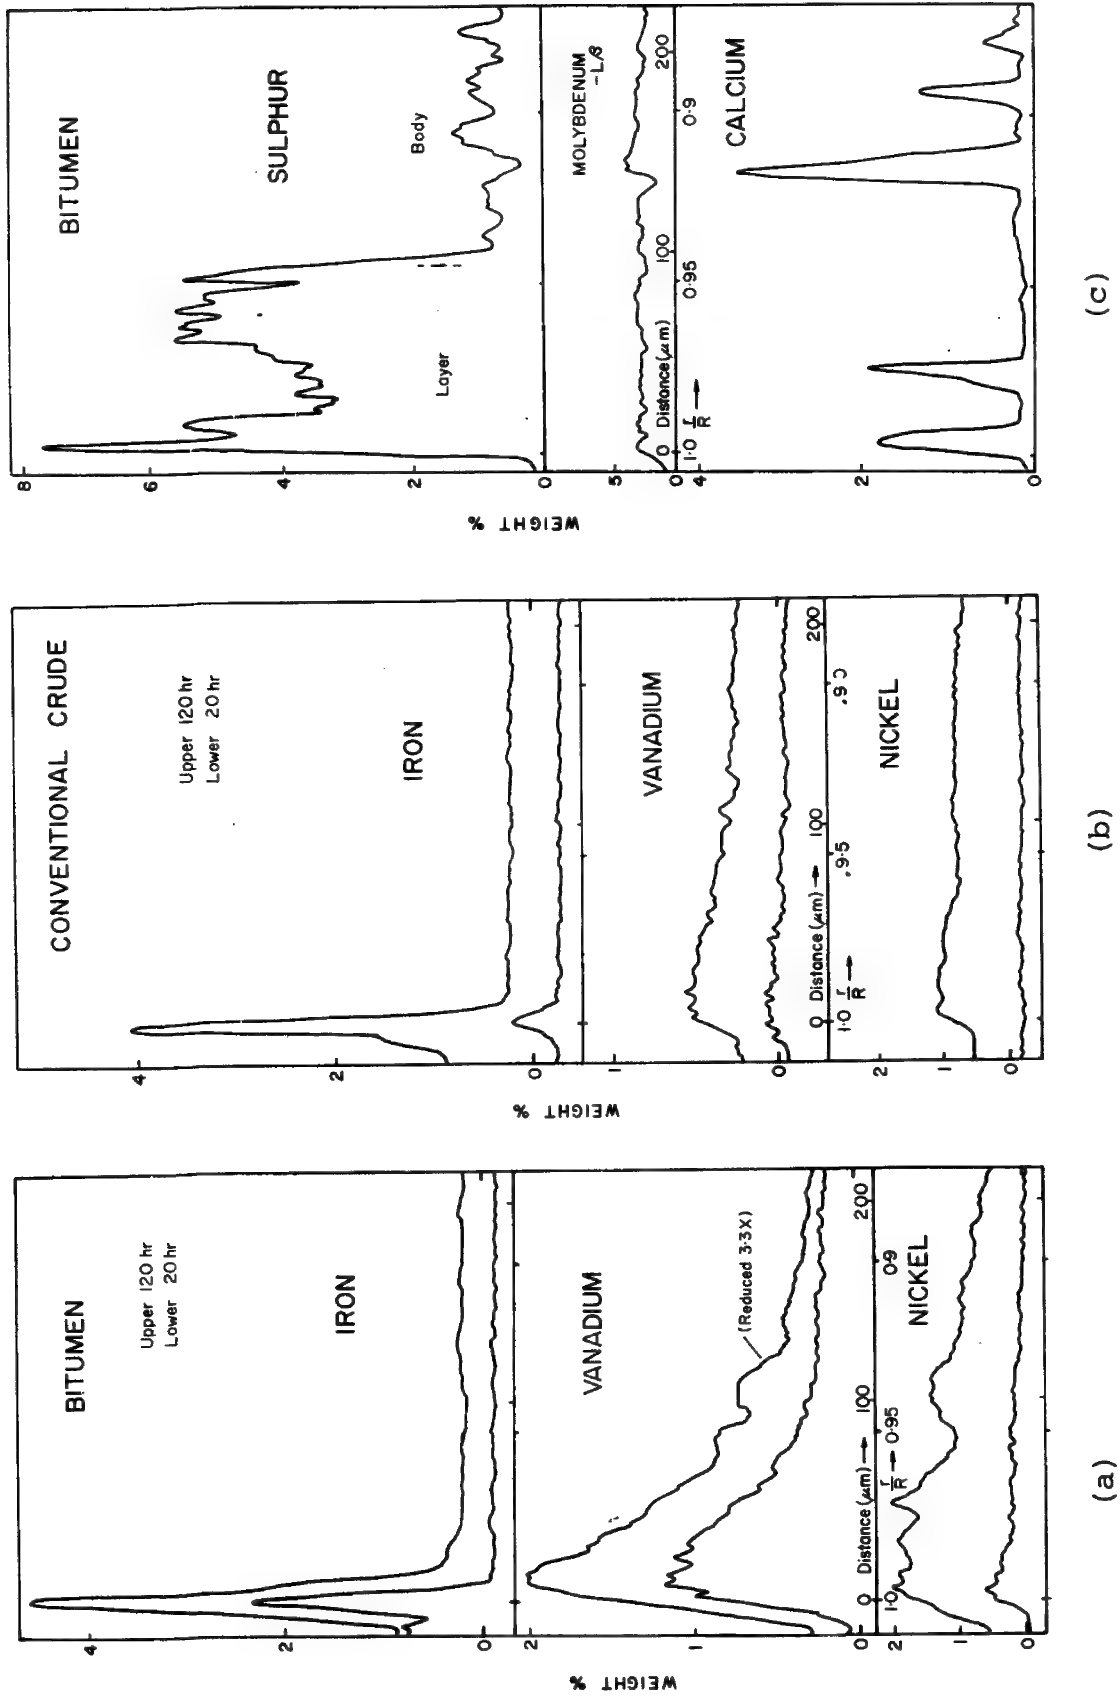 BITUMEN
Upper 120 hr
Lower 20 hr
IRON
4
2
0
VANADIUM
(Reduced 3·3X)
2
1
0
WEIGHT %
0 Distance (μm) → 100 200
1·0 r/R → 0·95 0·9
NICKEL
2
1
0
(a)
CONVENTIONAL CRUDE
Upper 120 hr
Lower 20 hr
IRON
4
2
0
VANADIUM
1
0
WEIGHT %
0 Distance (μm) → 100 200
1·0 r/R →
NICKEL
2
1
0
(b)
BITUMEN
SULPHUR
Layer
Body
8
6
4
2
0
MOLYBDENUM
-Lβ
5
0
WEIGHT %
0 Distance (μm) 100 200
1·0 r/R → 0·95 0·9
CALCIUM
4
2
0
(c)